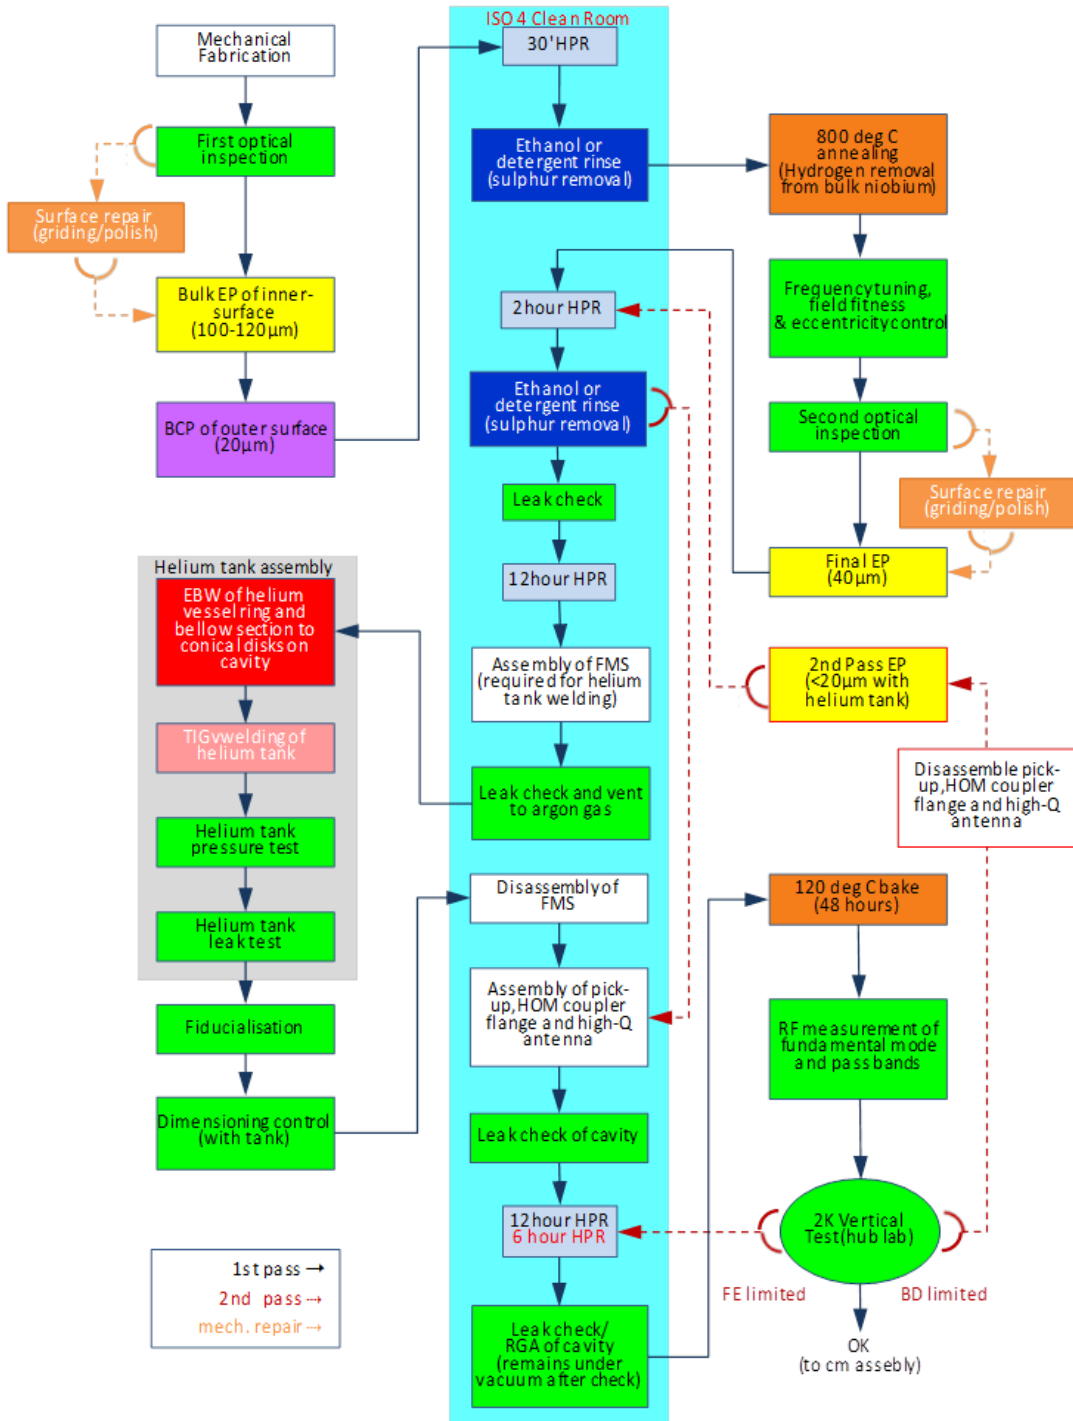 Mechanical
Fabrication
First optical
inspection
Surface repair
(griding/polish)
Bulk EP of inner-
surface
(100-120µm)
BCP of outer surface
(20µm)
ISO 4 Clean Room
30' HPR
Ethanol or
detergent rinse
(sulphur removal)
800 deg C
annealing
(Hydrogen removal
from bulk niobium)
Frequency tuning,
field fitness
& eccentricity control
Second optical
inspection
Surface repair
(griding/polish)
Final EP
(40µm)
2 hour HPR
Ethanol or
detergent rinse
(sulphur removal)
Leak check
12 hour HPR
Assembly of FMS
(required for helium
tank welding)
Leak check and vent
to argon gas
Helium tank assembly
EBW of helium
vessel ring and
bellow section to
conical disks on
cavity
TIGvwelding of
helium tank
Helium tank
pressure test
Helium tank
leak test
Fiducialisation
Dimensioning control
(with tank)
Disassembly of
FMS
Assembly of pick-
up, HOM coupler
flange and high-Q
antenna
Leak check of cavity
12 hour HPR
6 hour HPR
Leak check/
RGA of cavity
(remains under
vacuum after check)
2nd Pass EP
(<20µm with
helium tank)
Disassemble pick-
up, HOM coupler
flange and high-Q
antenna
120 deg C bake
(48 hours)
RF measurement of
fundamental mode
and pass bands
2K Vertical
Test (hub lab)
FE limited
BD limited
OK
(to cm assebly)
1st pass →
2nd pass ⤍
mech. repair ⤍